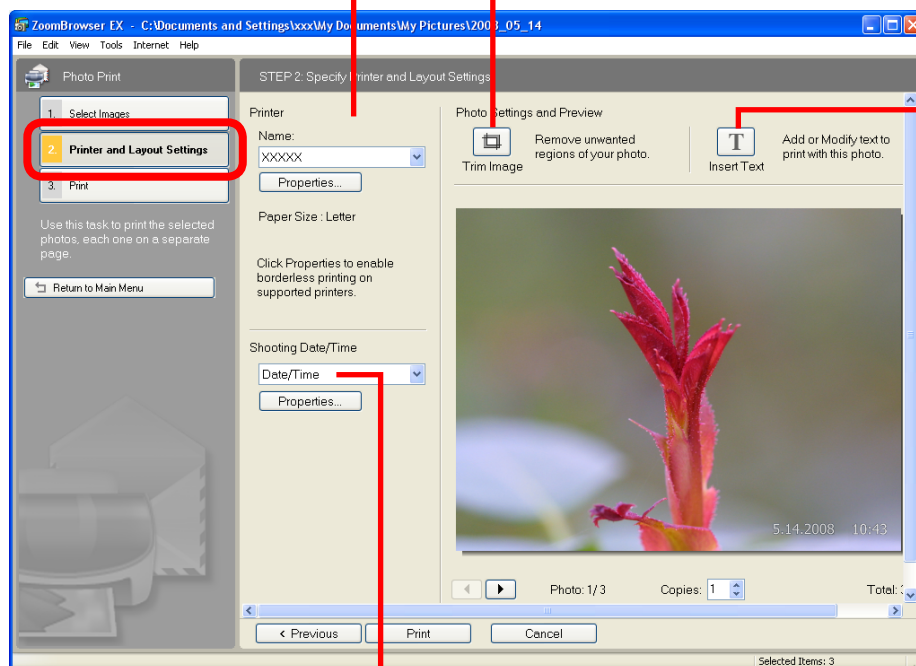 ZoomBrowser EX - C:\Documents and Settings\xxx\My Documents\My Pictures\2008_05_14
File Edit View Tools Internet Help
Photo Print
STEP 2: Specify Printer and Layout Settings
1. Select Images
2. Printer and Layout Settings
3. Print
Use this task to print the selected
photos, each one on a separate
page.
Return to Main Menu
Printer
Name:
XXXXX
Properties...
Paper Size : Letter
Click Properties to enable
borderless printing on
supported printers.
Shooting Date/Time
Date/Time
Properties...
Photo Settings and Preview
Trim Image
Remove unwanted
regions of your photo.
T
Insert Text
Add or Modify text to
print with this photo.
5.14.2008 10:43
Photo: 1/3
Copies: 1
Total:
< Previous
Print
Cancel
Selected Items: 3